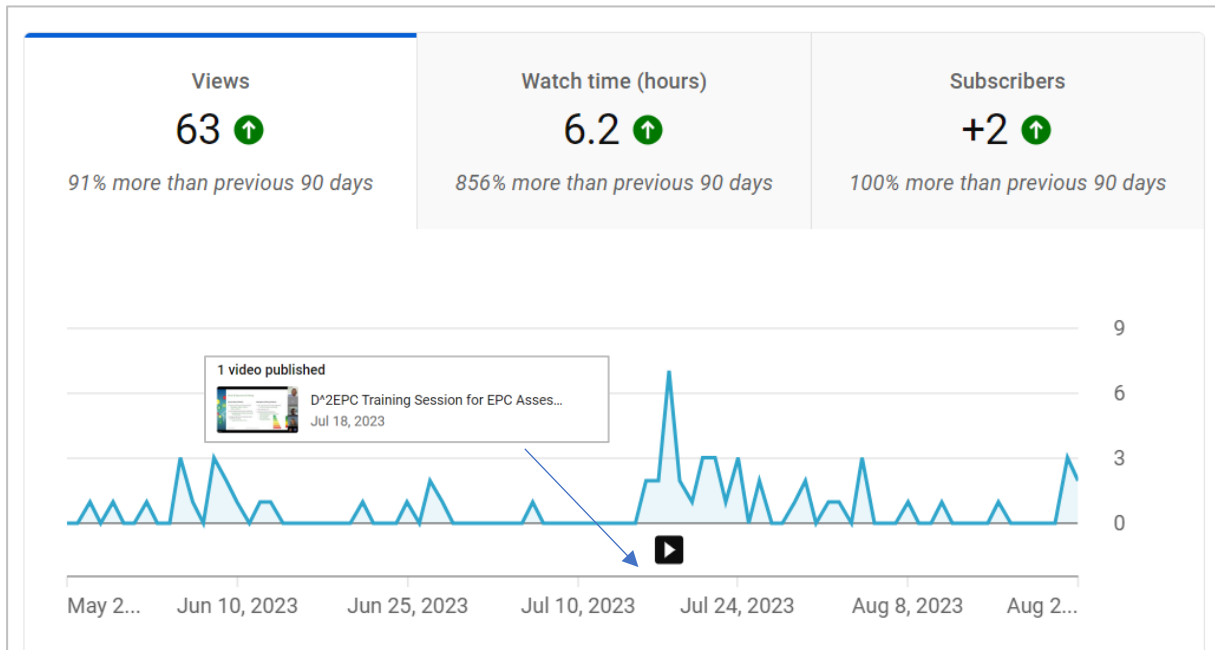 Views
63
91% more than previous 90 days
Watch time (hours)
6.2
856% more than previous 90 days
Subscribers
+2
100% more than previous 90 days
9
6
3
0
1 video published
D^2EPC Training Session for EPC Asses...
Jul 18, 2023
May 2... Jun 10, 2023 Jun 25, 2023 Jul 10, 2023 Jul 24, 2023 Aug 8, 2023 Aug 2...